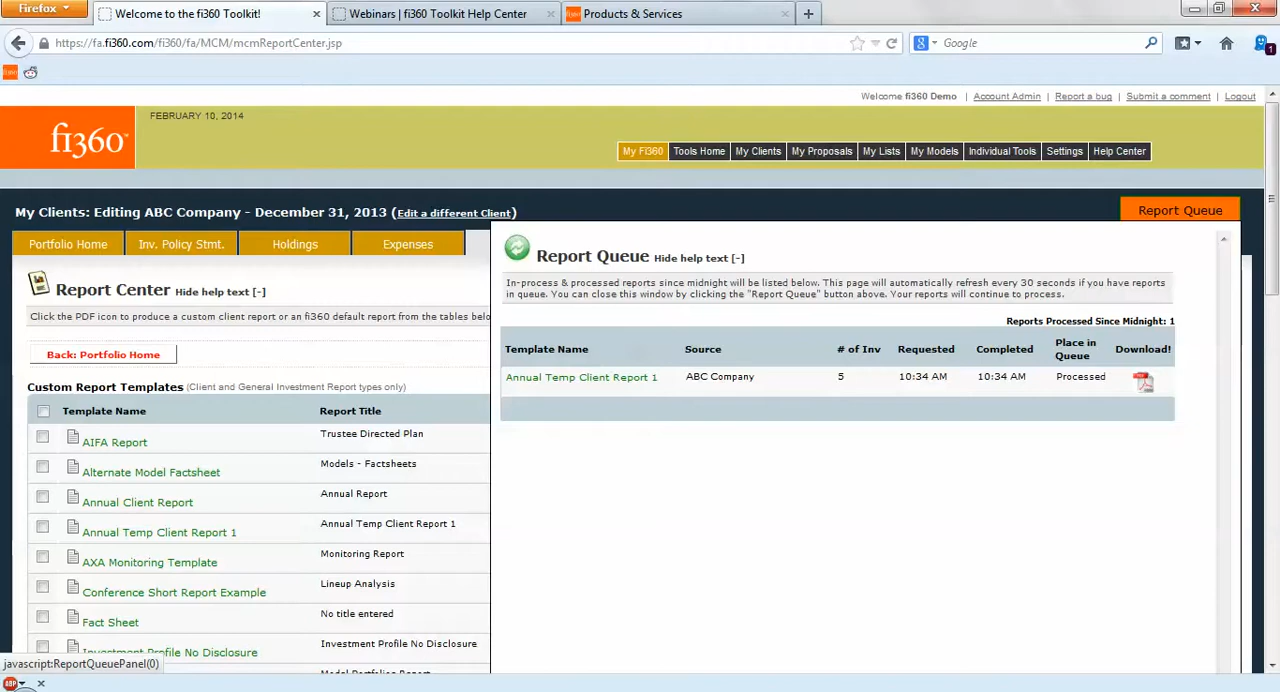 Firefox
Welcome to the fi360 Toolkit!
Webinars | fi360 Toolkit Help Center
fi360
Products & Services
https://fa.fi360.com/fi360/fa/MCM/mcmReportCenter.jsp
Google
1
Welcome fi360 Demo | Account Admin | Report a bug | Submit a comment | Logout
fi360
FEBRUARY 10, 2014
My Fi360
Tools Home
My Clients
My Proposals
My Lists
My Models
Individual Tools
Settings
Help Center
My Clients: Editing ABC Company - December 31, 2013 (Edit a different Client)
Report Queue
Portfolio Home
Inv. Policy Stmt.
Holdings
Expenses
Report Center Hide help text [-]
Click the PDF icon to produce a custom client report or an fi360 default report from the tables belo
Back: Portfolio Home
Custom Report Templates (Client and General Investment Report types only)
Template Name Report Title
AIFA Report Trustee Directed Plan
Alternate Model Factsheet Models - Factsheets
Annual Client Report Annual Report
Annual Temp Client Report 1 Annual Temp Client Report 1
AXA Monitoring Template Monitoring Report
Conference Short Report Example Lineup Analysis
Fact Sheet No title entered
Investment Profile No Disclosure Investment Profile No Disclosure
Model Portfolio Report
Report Queue Hide help text [-]
In-process & processed reports since midnight will be listed below. This page will automatically refresh every 30 seconds if you have reports
in queue. You can close this window by clicking the "Report Queue" button above. Your reports will continue to process.
Reports Processed Since Midnight: 1
Template Name Source # of Inv Requested Completed Place in Queue Download!
Annual Temp Client Report 1 ABC Company 5 10:34 AM 10:34 AM Processed
javascript:ReportQueuePanel(0)
ABP